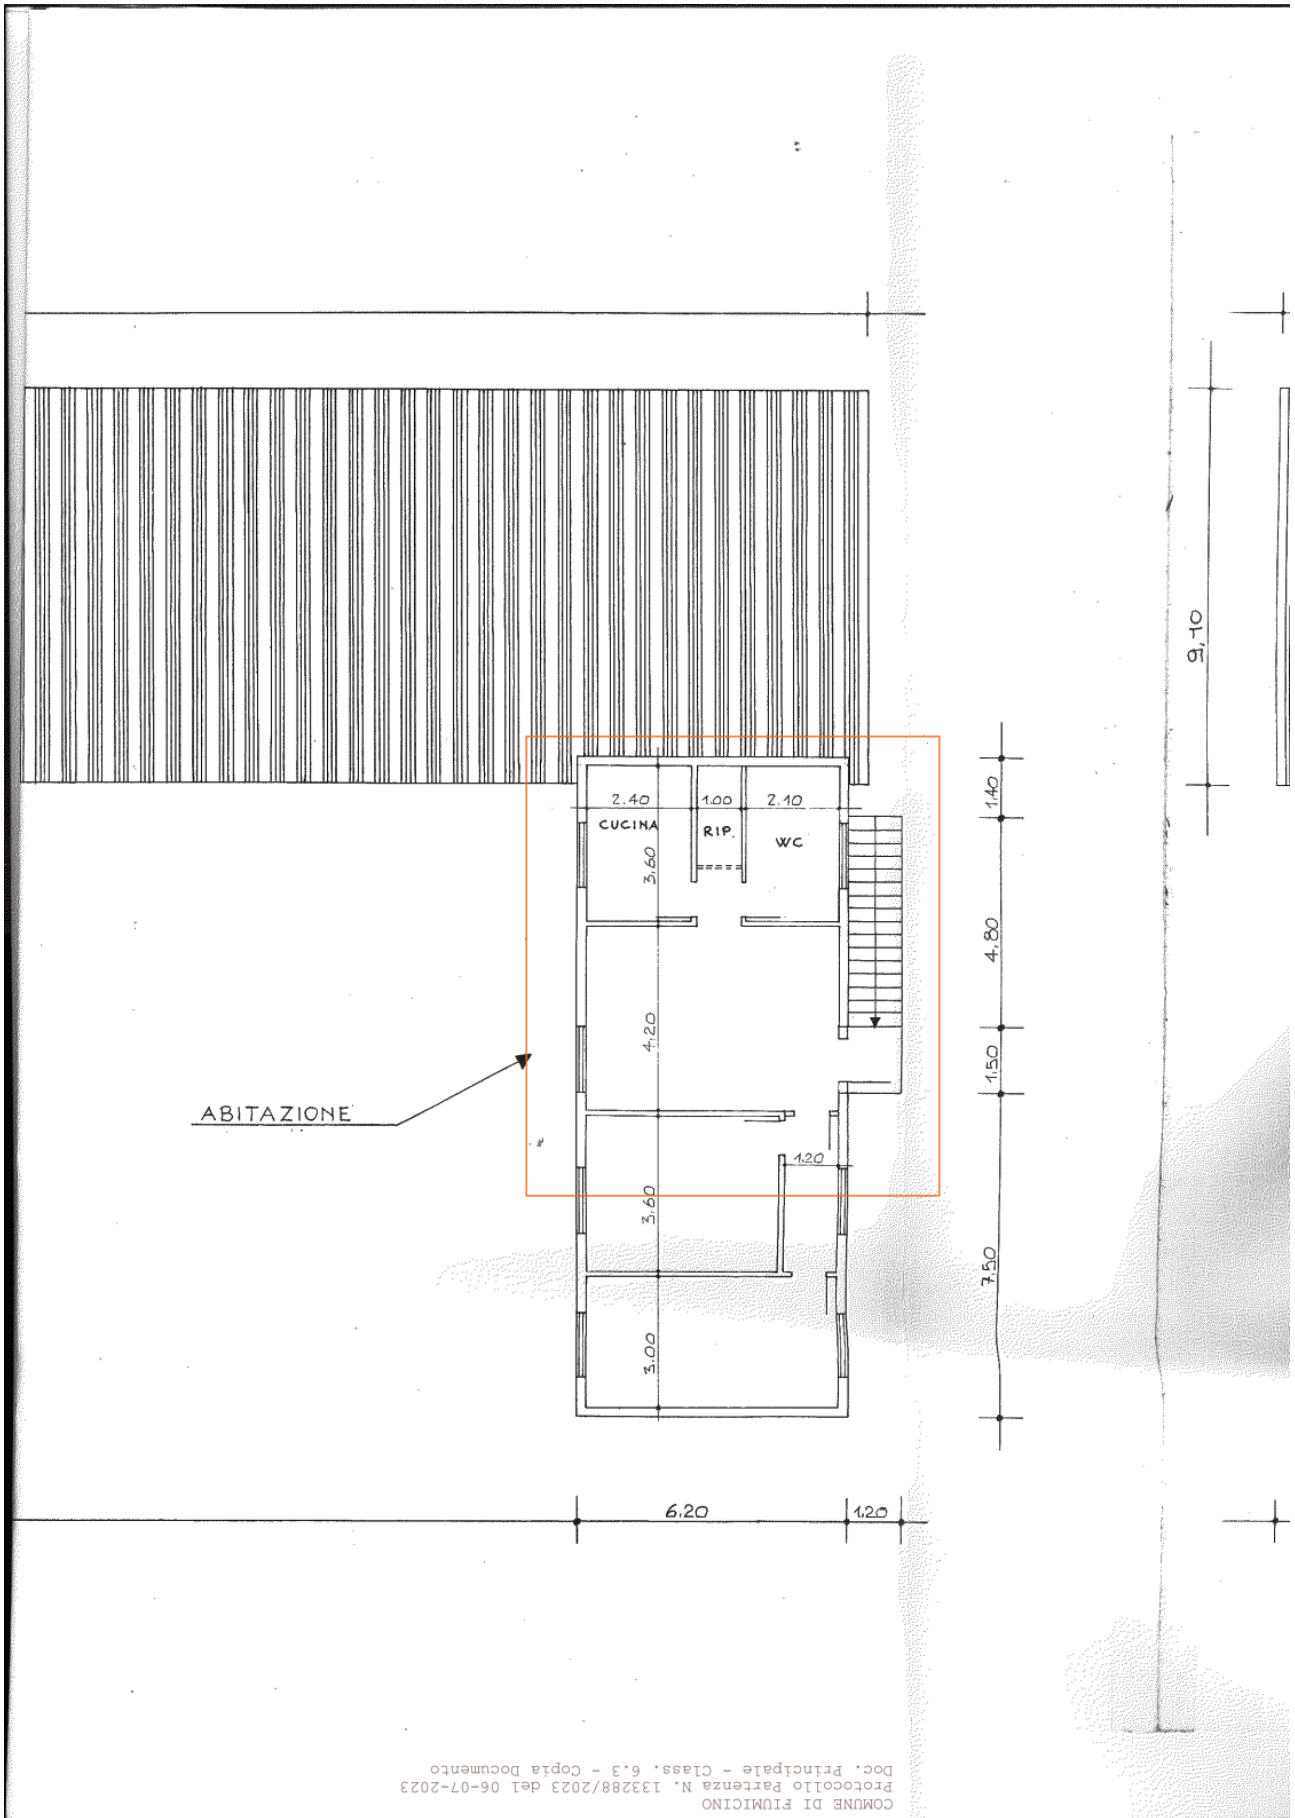 9,10
2.40
1.00
2.10
1.40
CUCINA
RIP.
WC
3.60
4.80
4.20
1.50
ABITAZIONE
1.20
3.60
7.50
3.00
6.20
1.20
COMUNE DI FIUMICINO
Protocollo Partenza N. 133288/2023 del 06-07-2023
Doc. Principale - Class. 6.3 - Copia Documento